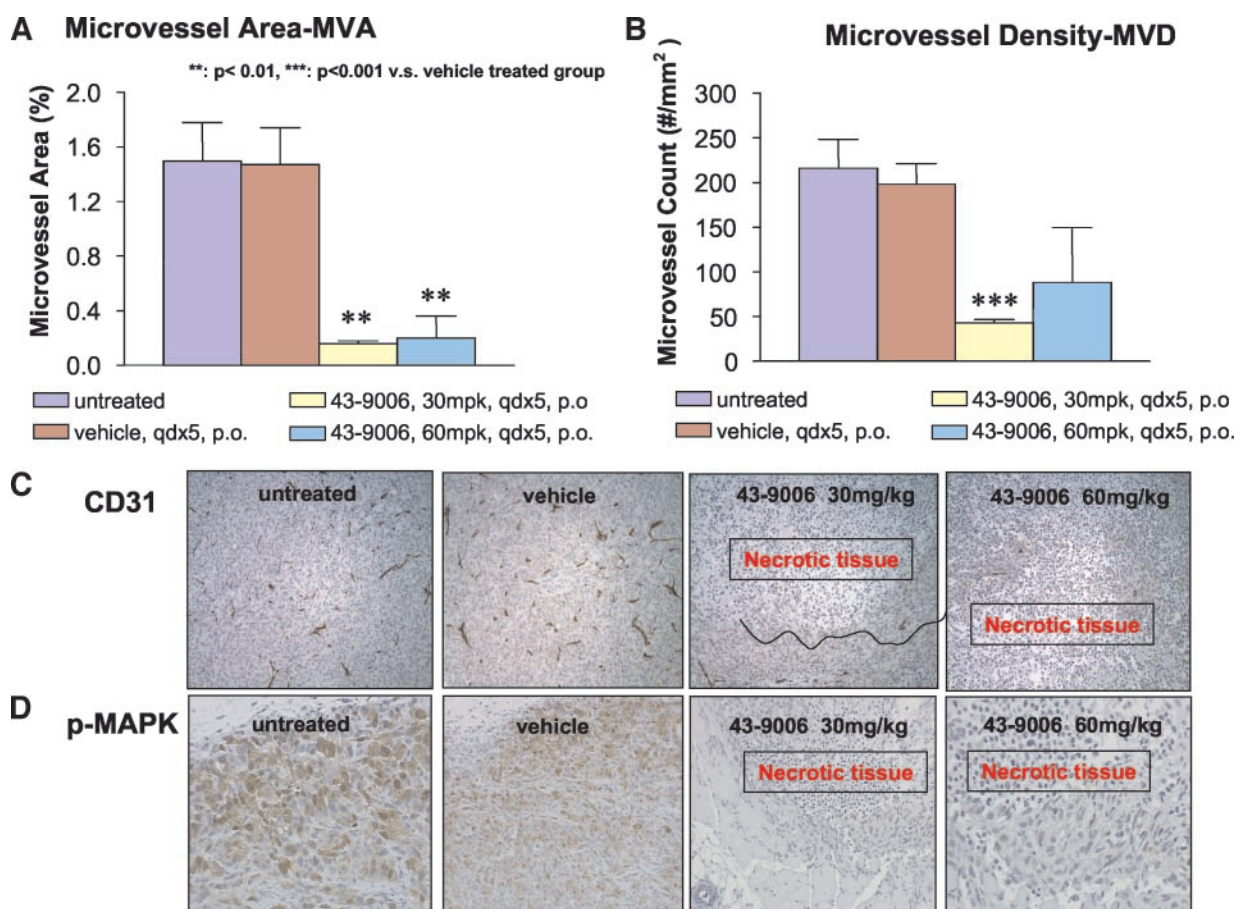 A Microvessel Area-MVA
**: p< 0.01, ***: p<0.001 v.s. vehicle treated group
Microvessel Area (%)
2.0
1.6
1.2
0.8
0.4
0.0
**
**
untreated
43-9006, 30mpk, qdx5, p.o
vehicle, qdx5, p.o.
43-9006, 60mpk, qdx5, p.o.
B Microvessel Density-MVD
Microvessel Count (#/mm²)
300
250
200
150
100
50
0
***
untreated
43-9006, 30mpk, qdx5, p.o
vehicle, qdx5, p.o.
43-9006, 60mpk, qdx5, p.o.
C CD31
untreated
vehicle
43-9006 30mg/kg
Necrotic tissue
43-9006 60mg/kg
Necrotic tissue
D p-MAPK
untreated
vehicle
43-9006 30mg/kg
Necrotic tissue
43-9006 60mg/kg
Necrotic tissue